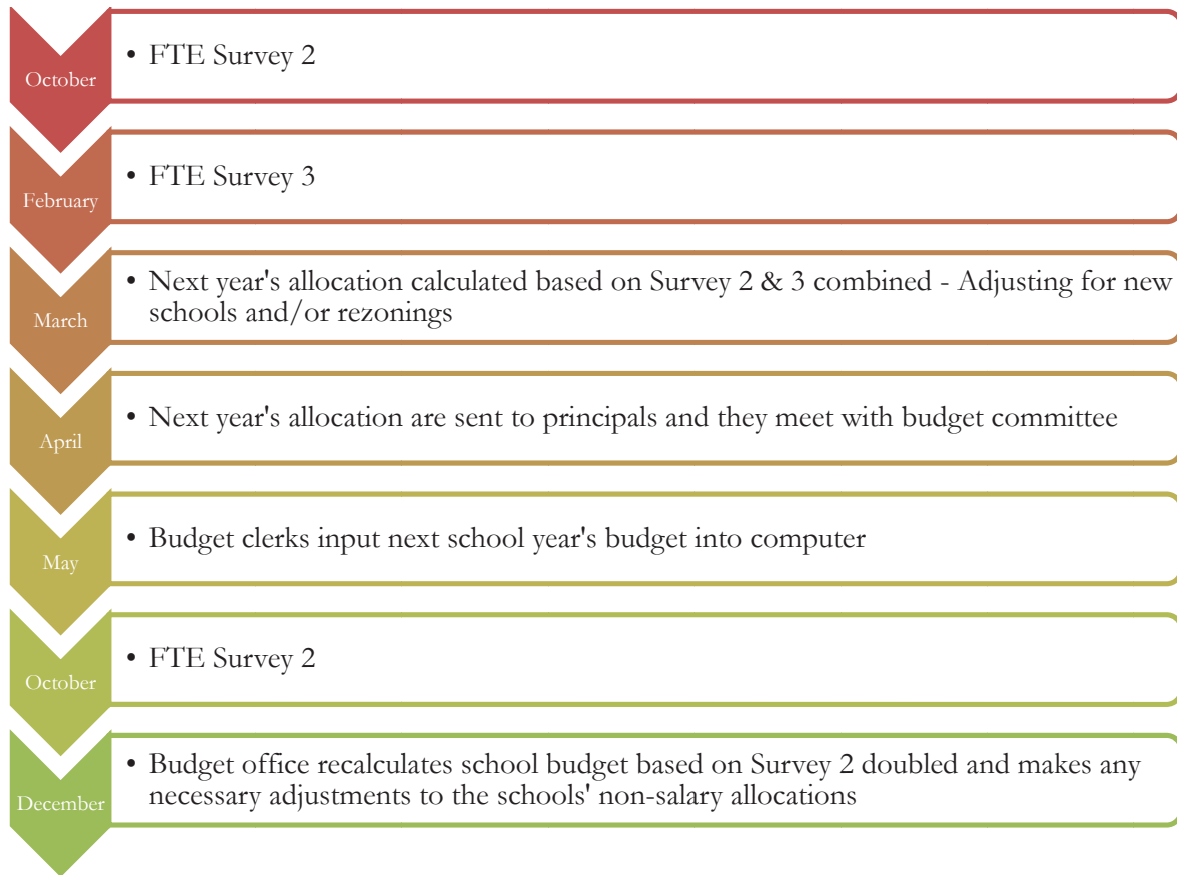 October
• FTE Survey 2
February
• FTE Survey 3
March
• Next year's allocation calculated based on Survey 2 & 3 combined - Adjusting for new
schools and/or rezonings
April
• Next year's allocation are sent to principals and they meet with budget committee
May
• Budget clerks input next school year's budget into computer
October
• FTE Survey 2
December
• Budget office recalculates school budget based on Survey 2 doubled and makes any
necessary adjustments to the schools' non-salary allocations